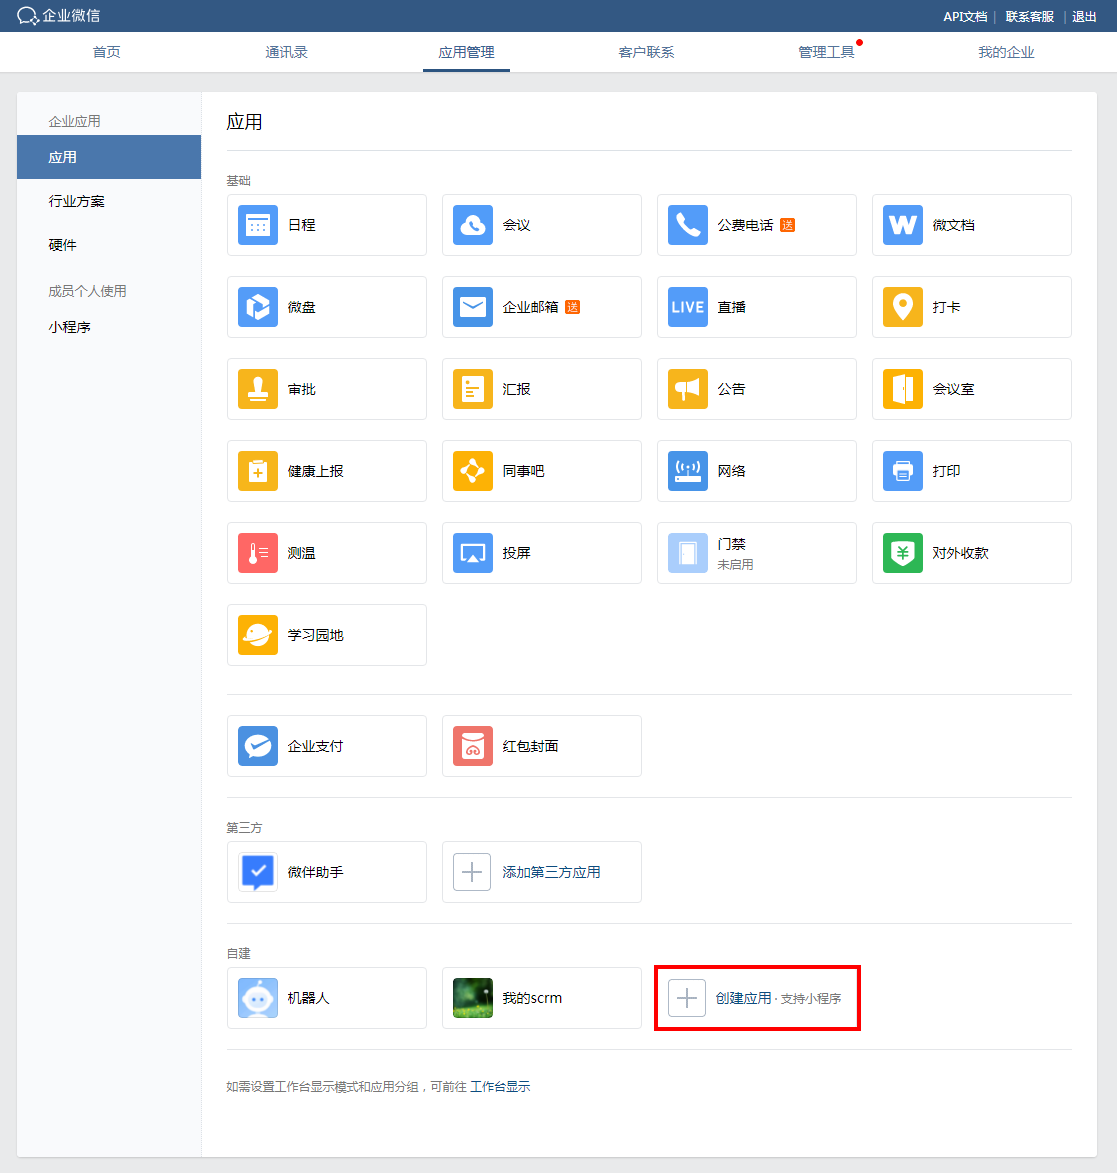 企业微信
API文档 | 联系客服 | 退出
首页 通讯录 应用管理 客户联系 管理工具 我的企业
企业应用
应用
行业方案
硬件
成员个人使用
小程序
应用
基础
日程 会议 公费电话 送 微文档
微盘 企业邮箱 送 LIVE 直播 打卡
审批 汇报 公告 会议室
健康上报 同事吧 网络 打印
测温 投屏 门禁 对外收款
未启用
学习园地
企业支付 红包封面
第三方
微伴助手 添加第三方应用
自建
机器人 我的scrm 创建应用 · 支持小程序
如需设置工作台显示模式和应用分组，可前往 工作台显示